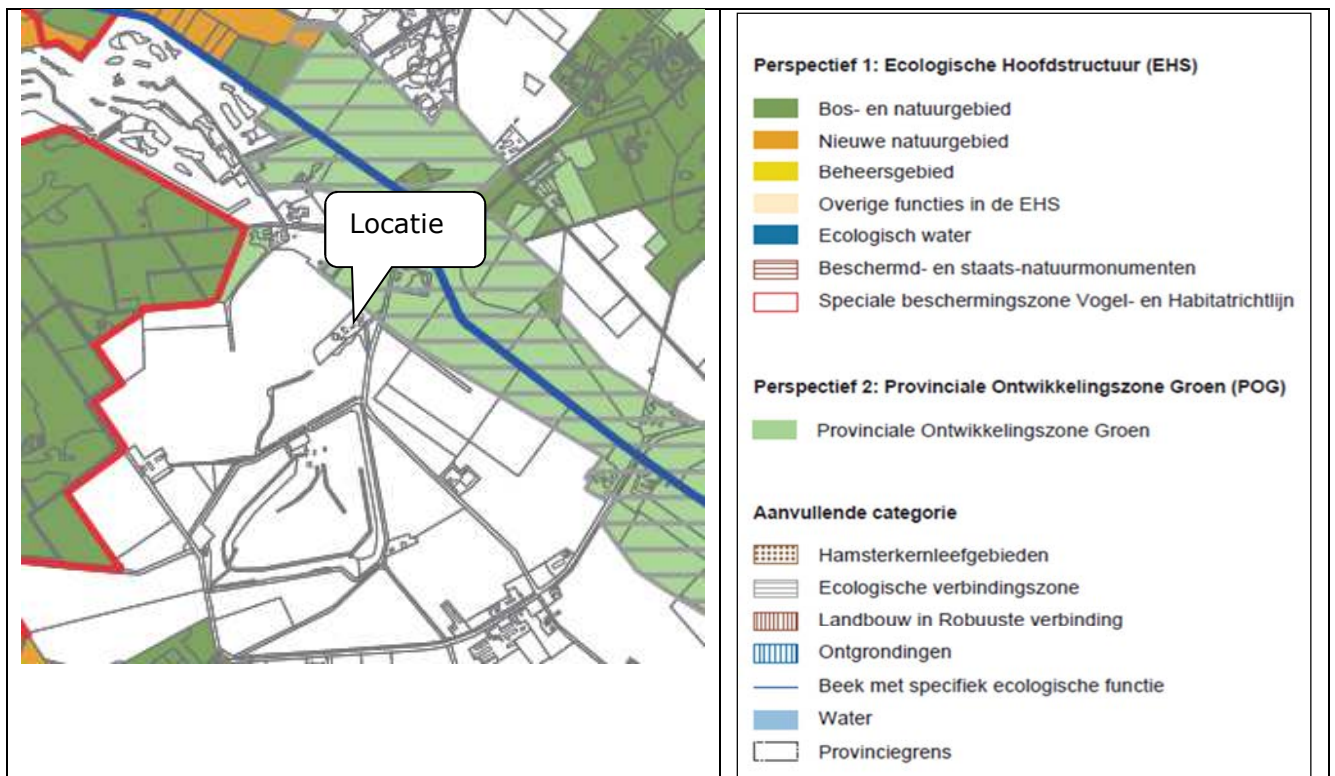 Locatie
Perspectief 1: Ecologische Hoofdstructuur (EHS)
Bos- en natuurgebied
Nieuwe natuurgebied
Beheersgebied
Overige functies in de EHS
Ecologisch water
Beschermd- en staats-natuurmonumenten
Speciale beschermingszone Vogel- en Habitatrichtlijn
Perspectief 2: Provinciale Ontwikkelingszone Groen (POG)
Provinciale Ontwikkelingszone Groen
Aanvullende categorie
Hamsterkernleefgebieden
Ecologische verbindingszone
Landbouw in Robuuste verbinding
Ontgrondingen
Beek met specifiek ecologische functie
Water
Provinciegrens